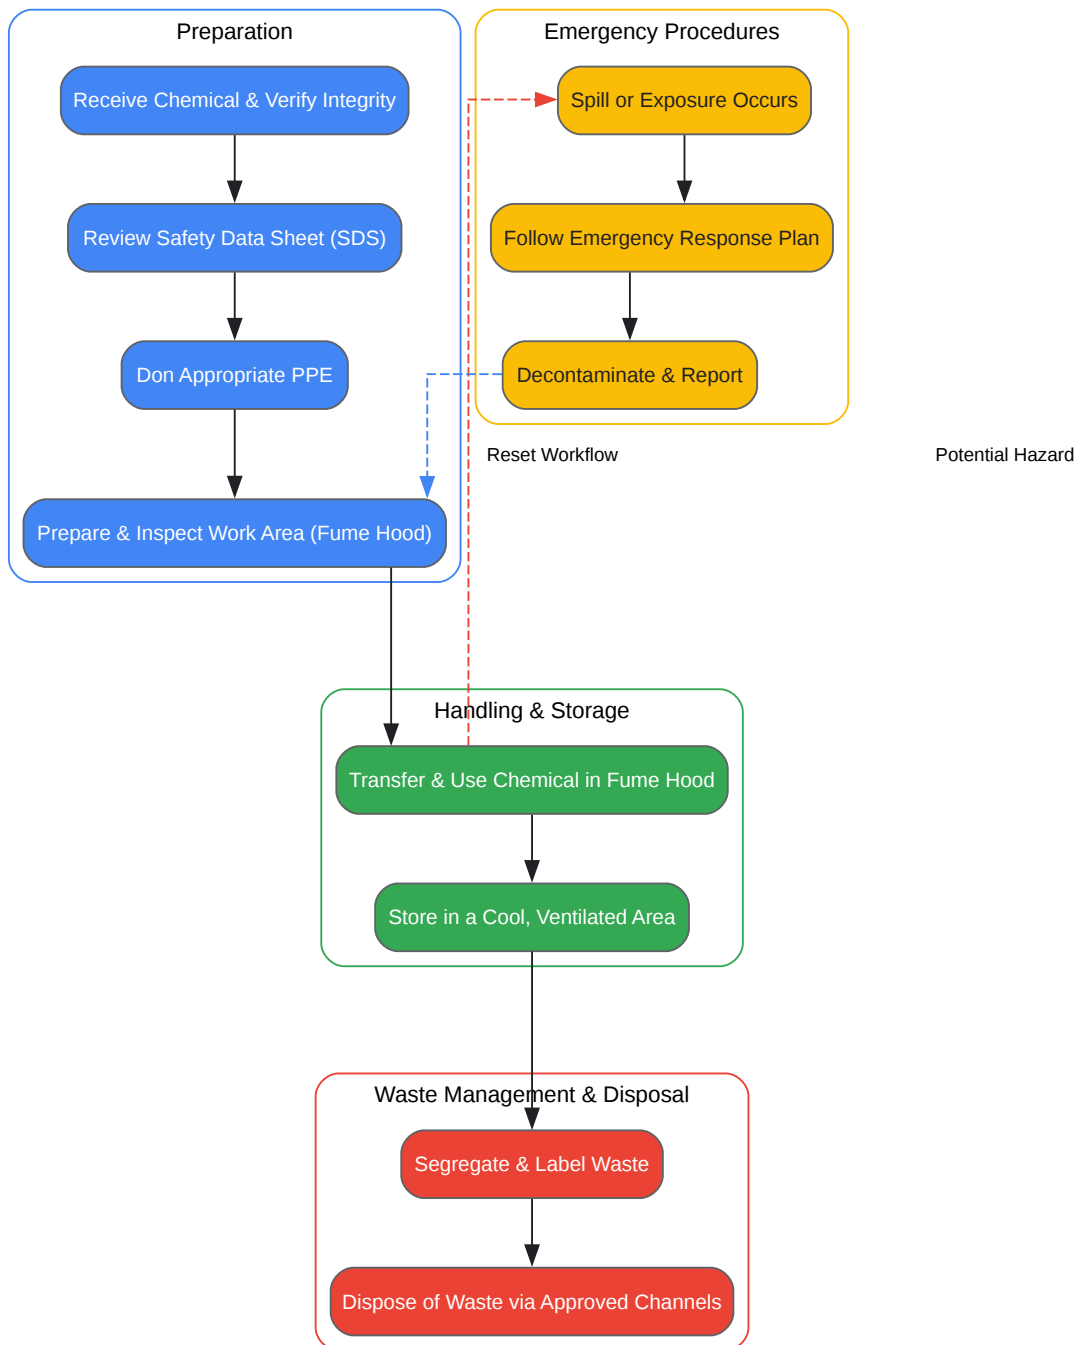 Preparation
Receive Chemical & Verify Integrity
Review Safety Data Sheet (SDS)
Don Appropriate PPE
Prepare & Inspect Work Area (Fume Hood)
Emergency Procedures
Spill or Exposure Occurs
Follow Emergency Response Plan
Decontaminate & Report
Reset Workflow
Potential Hazard
Handling & Storage
Transfer & Use Chemical in Fume Hood
Store in a Cool, Ventilated Area
Waste Management & Disposal
Segregate & Label Waste
Dispose of Waste via Approved Channels